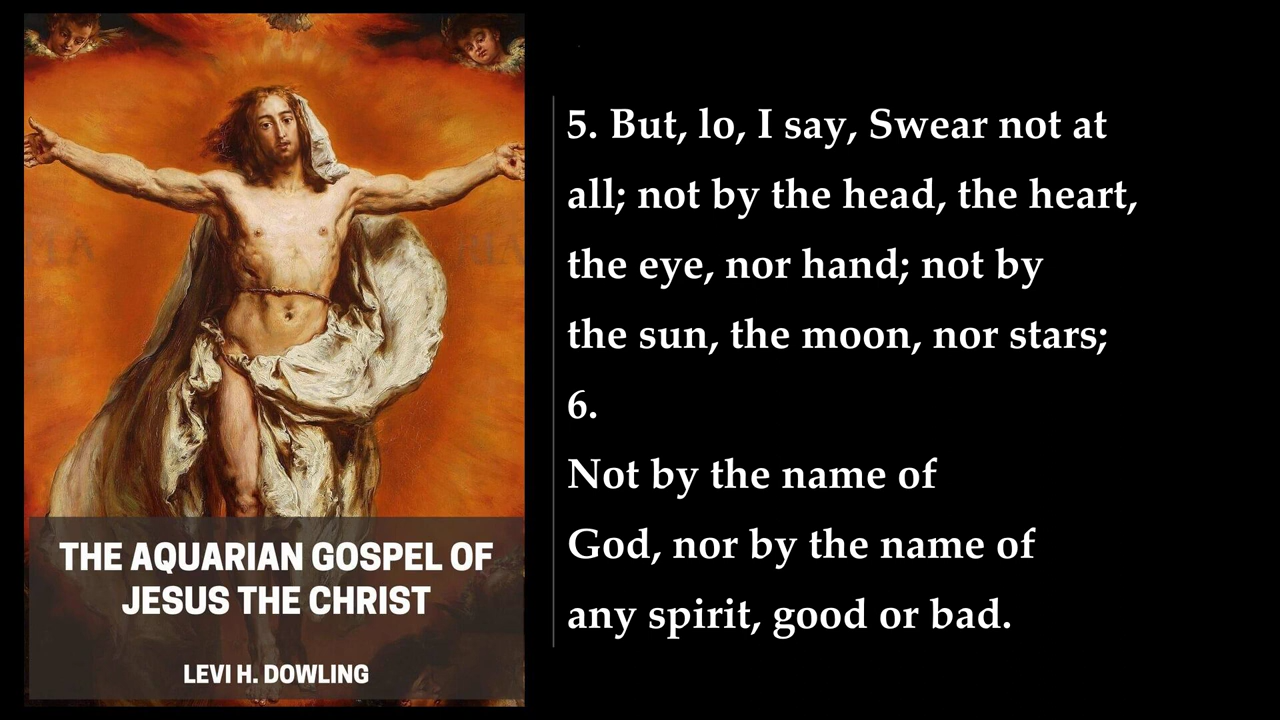 THE AQUARIAN GOSPEL OF
JESUS THE CHRIST
LEVI H. DOWLING
5. But, lo, I say, Swear not at
all; not by the head, the heart,
the eye, nor hand; not by
the sun, the moon, nor stars;
6.
Not by the name of
God, nor by the name of
any spirit, good or bad.